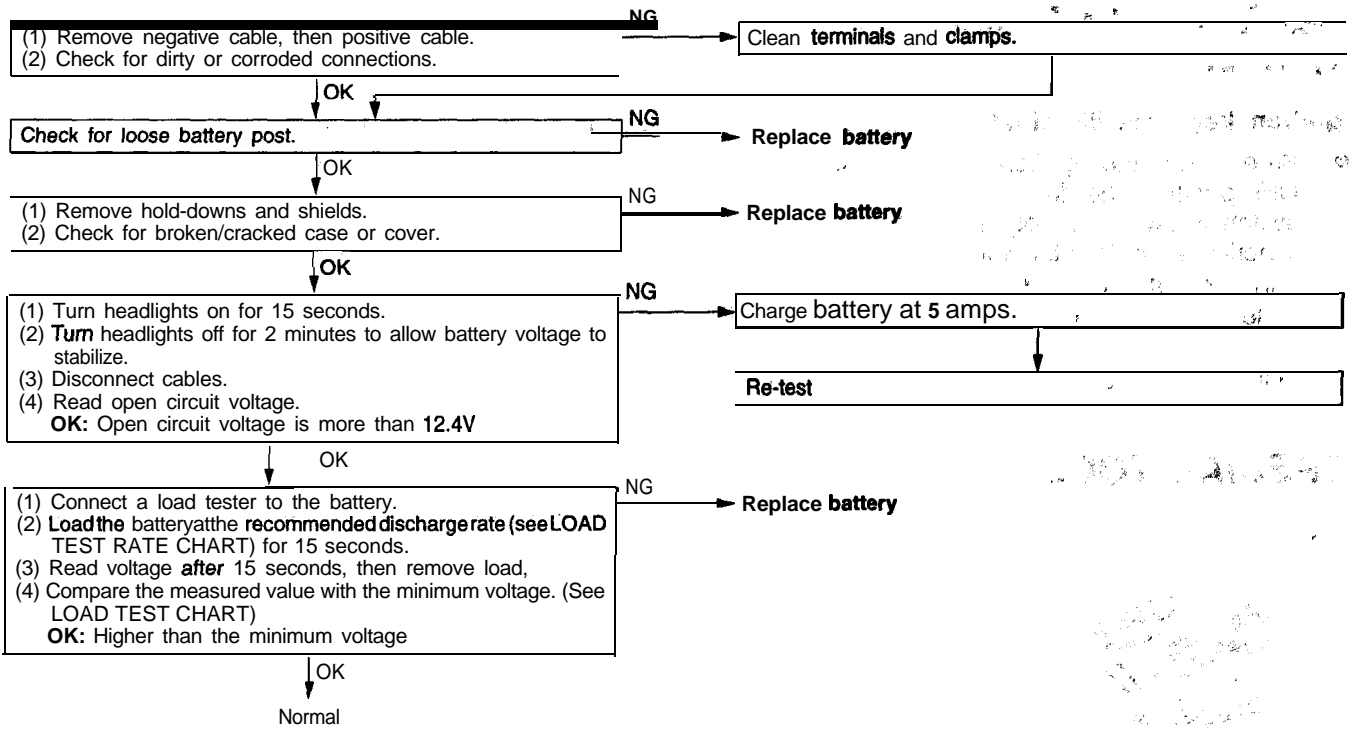 NG
(1) Remove negative cable, then positive cable.
(2) Check for dirty or corroded connections.
Clean terminals and clamps.
OK
Check for loose battery post.
NG
Replace battery
OK
(1) Remove hold-downs and shields.
(2) Check for broken/cracked case or cover.
NG
Replace battery
OK
(1) Turn headlights on for 15 seconds.
(2) Turn headlights off for 2 minutes to allow battery voltage to
stabilize.
(3) Disconnect cables.
(4) Read open circuit voltage.
OK: Open circuit voltage is more than 12.4V
NG
Charge battery at 5 amps.
Re-test
OK
(1) Connect a load tester to the battery.
(2) Load the batteryatthe recommended discharge rate (see LOAD
TEST RATE CHART) for 15 seconds.
(3) Read voltage after 15 seconds, then remove load,
(4) Compare the measured value with the minimum voltage. (See
LOAD TEST CHART)
OK: Higher than the minimum voltage
NG
Replace battery
OK
Normal